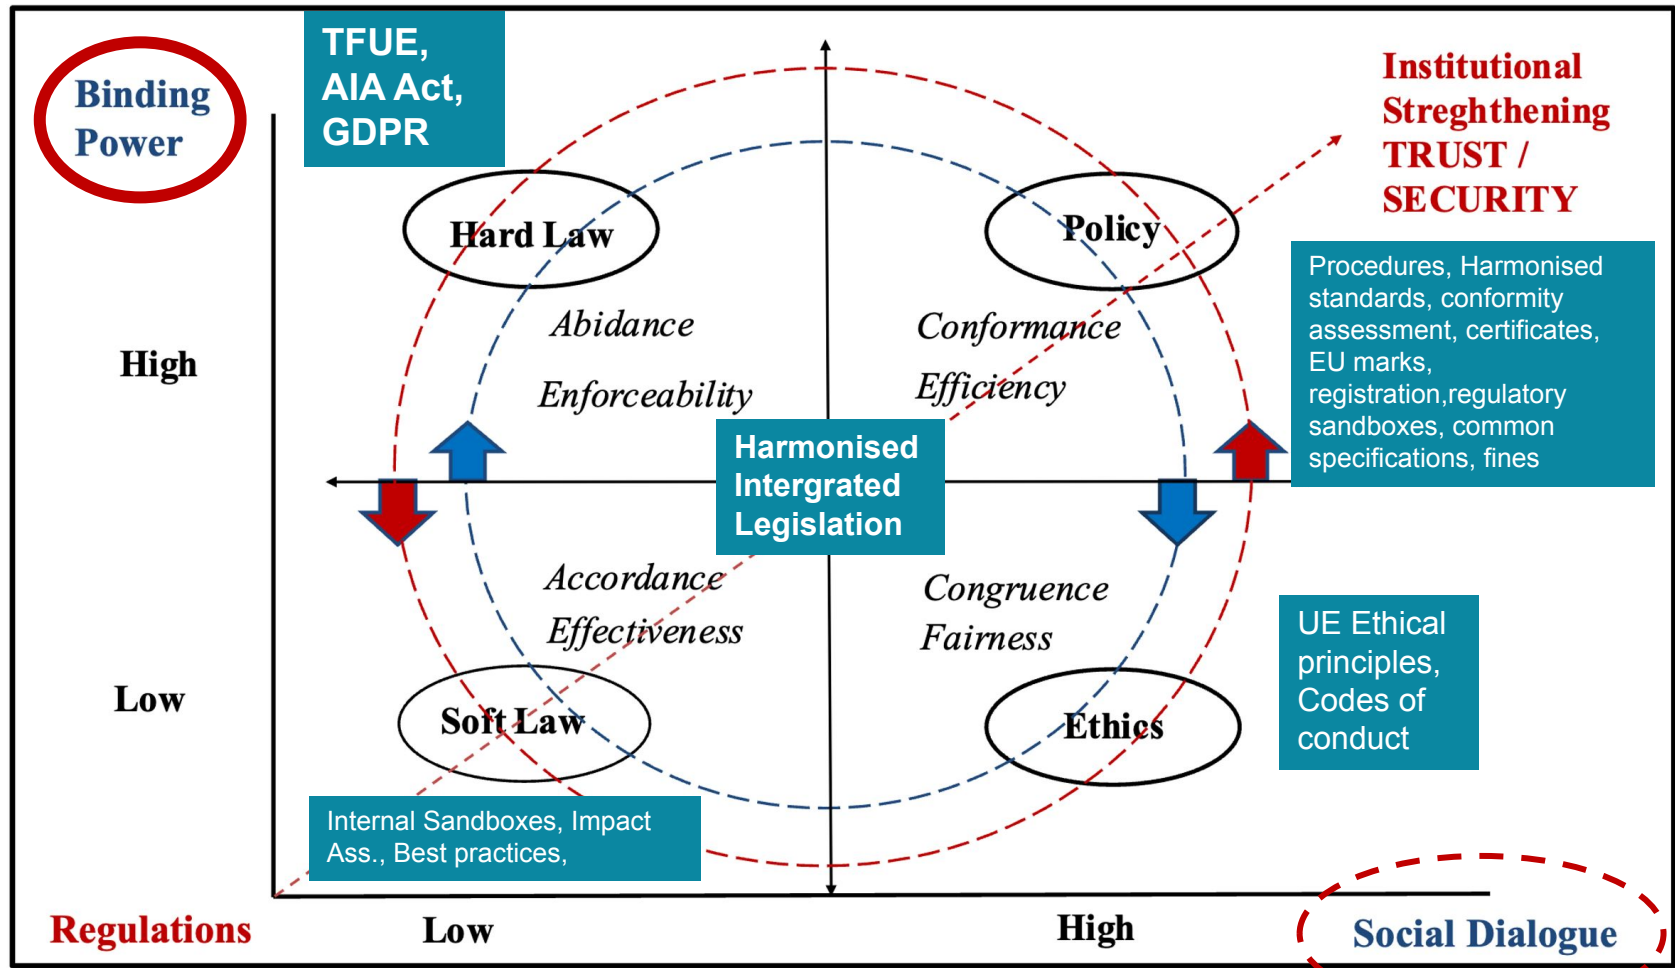 Binding
Power
TFUE,
AIA Act,
GDPR
Institutional
Streghthening
TRUST /
SECURITY
Hard Law
Policy
Procedures, Harmonised
standards, conformity
assessment, certificates,
EU marks,
registration,regulatory
sandboxes, common
specifications, fines
High
Abidance
Enforceability
Conformance
Efficiency
Harmonised
Intergrated
Legislation
Accordance
Effectiveness
Congruence
Fairness
UE Ethical
principles,
Codes of
conduct
Low
Soft Law
Ethics
Internal Sandboxes, Impact
Ass., Best practices,
Regulations
Low
High
Social Dialogue